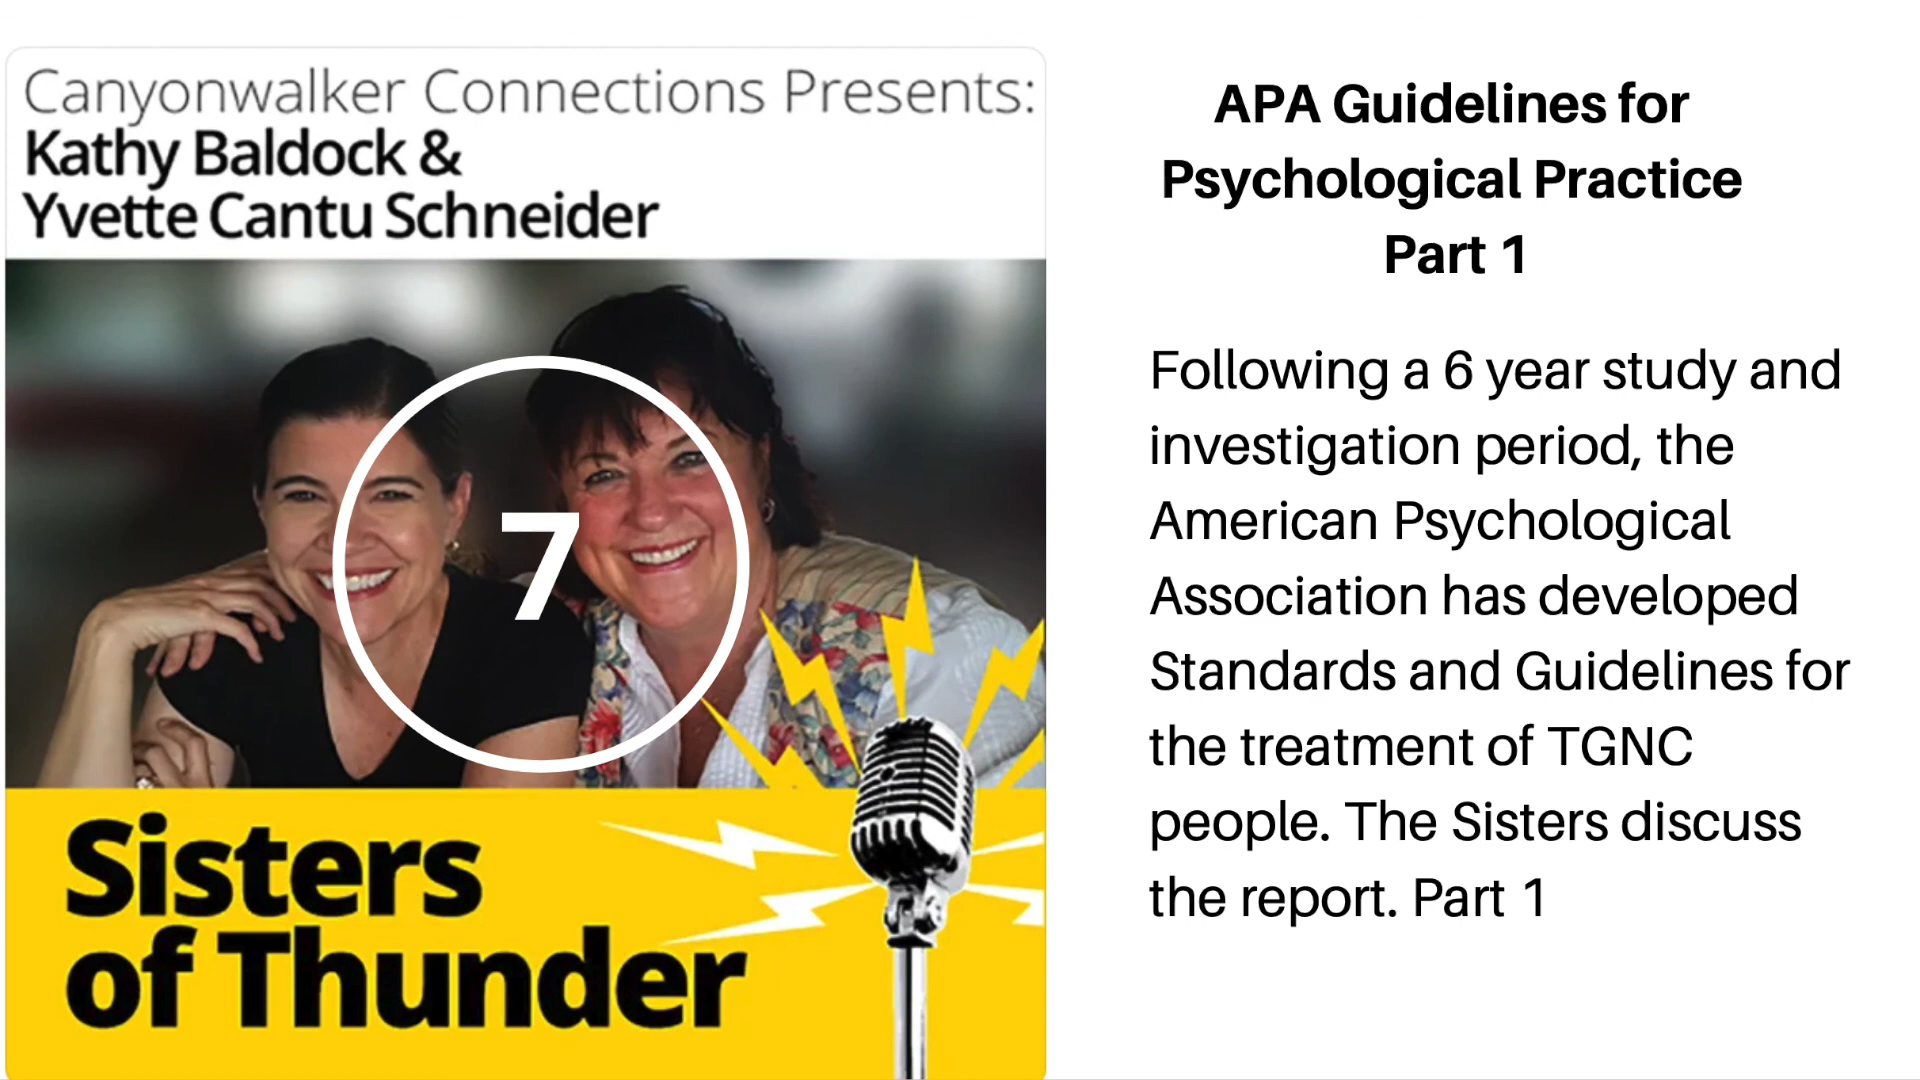 Canyonwalker Connections Presents:
Kathy Baldock &
Yvette Cantu Schneider
7
Sisters
of Thunder
APA Guidelines for
Psychological Practice
Part 1
Following a 6 year study and
investigation period, the
American Psychological
Association has developed
Standards and Guidelines for
the treatment of TGNC
people. The Sisters discuss
the report. Part 1